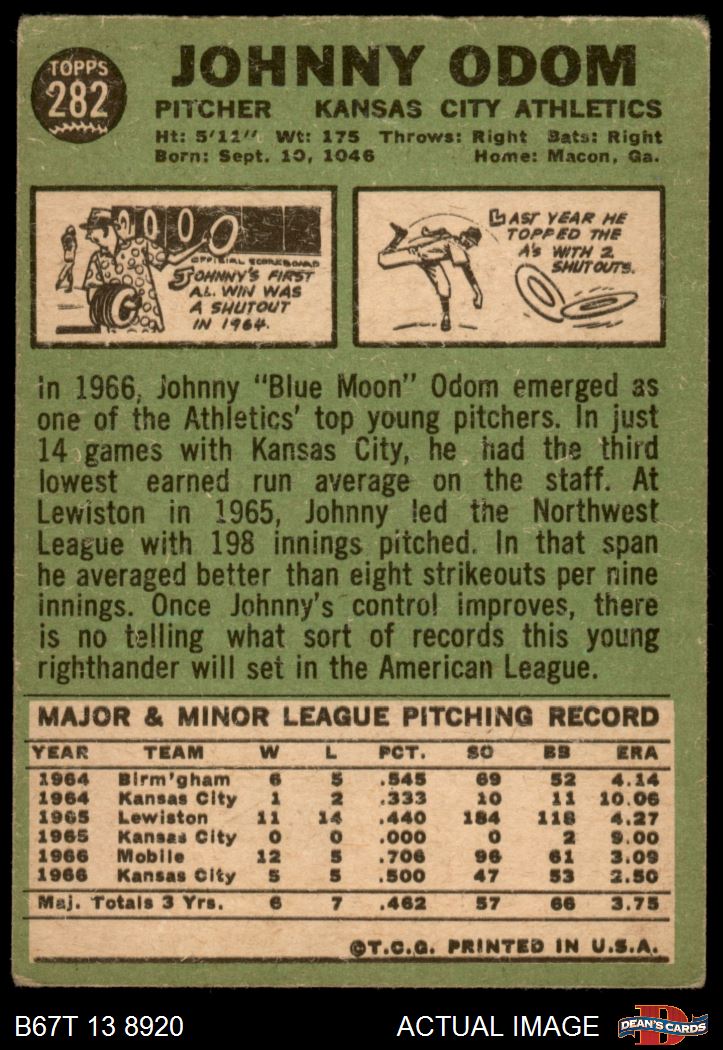 TOPPS
282
JOHNNY ODOM
PITCHER KANSAS CITY ATHLETICS
Ht: 5'11" Wt: 175 Throws: Right Bats: Right
Born: Sept. 10, 1046 Home: Macon, Ga.
0 0 0 0
OFFICIAL SCOREBOARD
JOHNNY'S FIRST
A.L. WIN WAS
A SHUTOUT
IN 1964.
LAST YEAR HE
TOPPED THE
A'S WITH 2
SHUTOUTS.
In 1966, Johnny "Blue Moon" Odom emerged as
one of the Athletics' top young pitchers. In just
14 games with Kansas City, he had the third
lowest earned run average on the staff. At
Lewiston in 1965, Johnny led the Northwest
League with 198 innings pitched. In that span
he averaged better than eight strikeouts per nine
innings. Once Johnny's control improves, there
is no telling what sort of records this young
righthander will set in the American League.
MAJOR & MINOR LEAGUE PITCHING RECORD
YEAR TEAM W L PCT. SO BB ERA
1964 Birm'gham 6 5 .545 69 52 4.14
1964 Kansas City 1 2 .333 10 11 10.06
1965 Lewiston 11 14 .440 184 118 4.27
1965 Kansas City 0 0 .000 0 2 9.00
1966 Mobile 12 5 .706 96 61 3.09
1966 Kansas City 5 5 .500 47 53 2.50
Maj. Totals 3 Yrs. 6 7 .462 57 66 3.75
©T.C.G. PRINTED IN U.S.A.
B67T 13 8920
ACTUAL IMAGE
D
DEAN'S CARDS